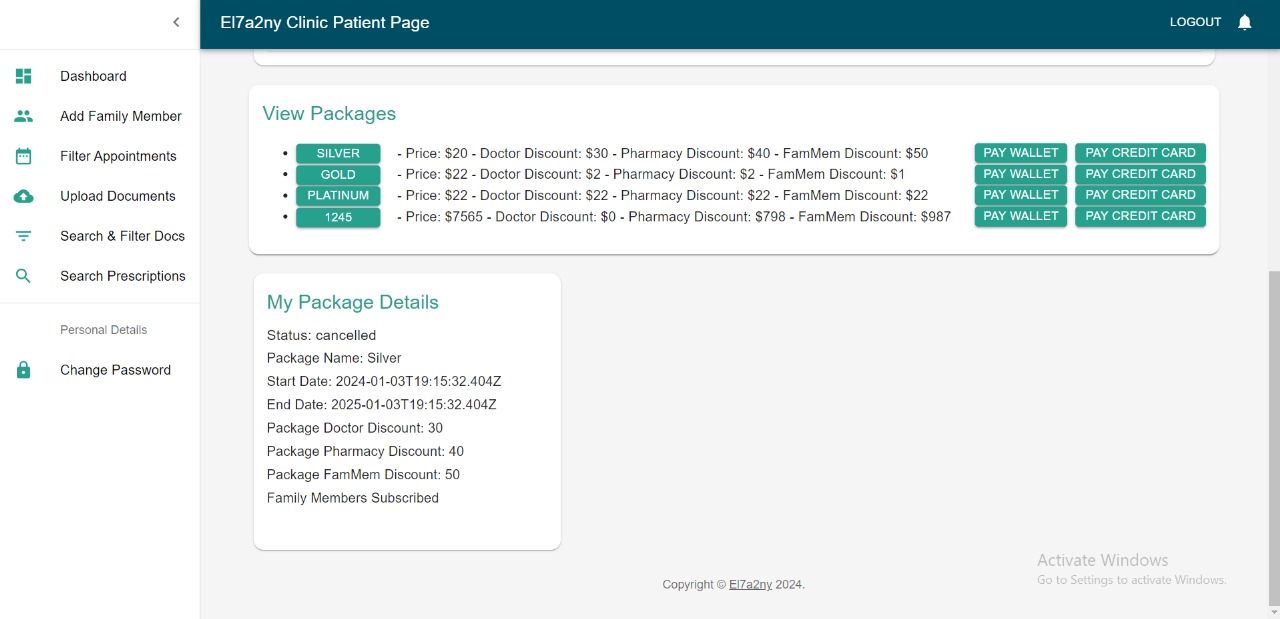 El7a2ny Clinic Patient Page
LOGOUT
Dashboard
Add Family Member
Filter Appointments
Upload Documents
Search & Filter Docs
Search Prescriptions
Personal Details
Change Password
View Packages
SILVER - Price: $20 - Doctor Discount: $30 - Pharmacy Discount: $40 - FamMem Discount: $50 PAY WALLET PAY CREDIT CARD
GOLD - Price: $22 - Doctor Discount: $2 - Pharmacy Discount: $2 - FamMem Discount: $1 PAY WALLET PAY CREDIT CARD
PLATINUM - Price: $22 - Doctor Discount: $22 - Pharmacy Discount: $22 - FamMem Discount: $22 PAY WALLET PAY CREDIT CARD
1245 - Price: $7565 - Doctor Discount: $0 - Pharmacy Discount: $798 - FamMem Discount: $987 PAY WALLET PAY CREDIT CARD
My Package Details
Status: cancelled
Package Name: Silver
Start Date: 2024-01-03T19:15:32.404Z
End Date: 2025-01-03T19:15:32.404Z
Package Doctor Discount: 30
Package Pharmacy Discount: 40
Package FamMem Discount: 50
Family Members Subscribed
Activate Windows
Go to Settings to activate Windows.
Copyright © El7a2ny 2024.